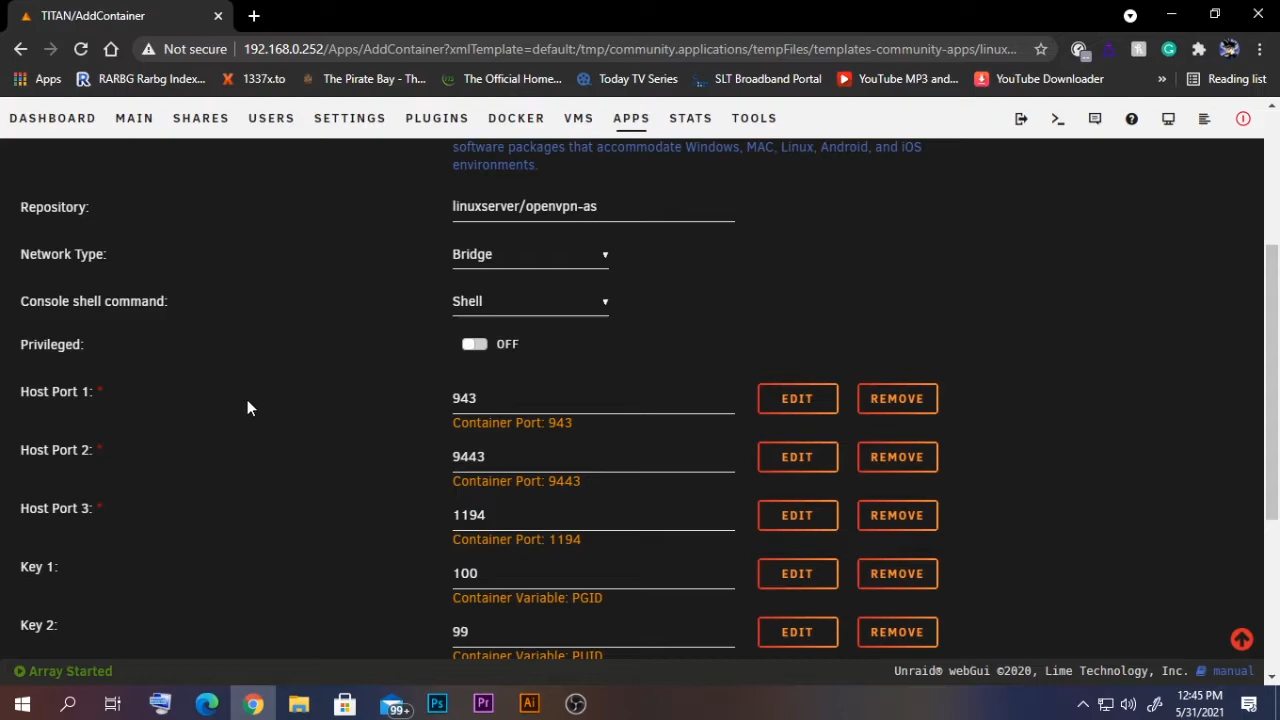 TITAN/AddContainer
Not secure
192.168.0.252/Apps/AddContainer?xmlTemplate=default:/tmp/community.applications/tempFiles/templates-community-apps/linux...
Apps
RARBG Rarbg Index...
1337x.to
The Pirate Bay - Th...
The Official Home...
Today TV Series
SLT Broadband Portal
YouTube MP3 and...
YouTube Downloader
»
Reading list
DASHBOARD
MAIN
SHARES
USERS
SETTINGS
PLUGINS
DOCKER
VMS
APPS
STATS
TOOLS
software packages that accommodate Windows, MAC, Linux, Android, and iOS
environments.
Repository:
linuxserver/openvpn-as
Network Type:
Bridge
Console shell command:
Shell
Privileged:
OFF
Host Port 1: *
943
EDIT
REMOVE
Container Port: 943
Host Port 2: *
9443
EDIT
REMOVE
Container Port: 9443
Host Port 3: *
1194
EDIT
REMOVE
Container Port: 1194
Key 1:
100
EDIT
REMOVE
Container Variable: PGID
Key 2:
99
EDIT
REMOVE
Container Variable: PUID
Array Started
Unraid® webGui ©2020, Lime Technology, Inc.
manual
99+
Ps
Pr
Ai
12:45 PM
5/31/2021